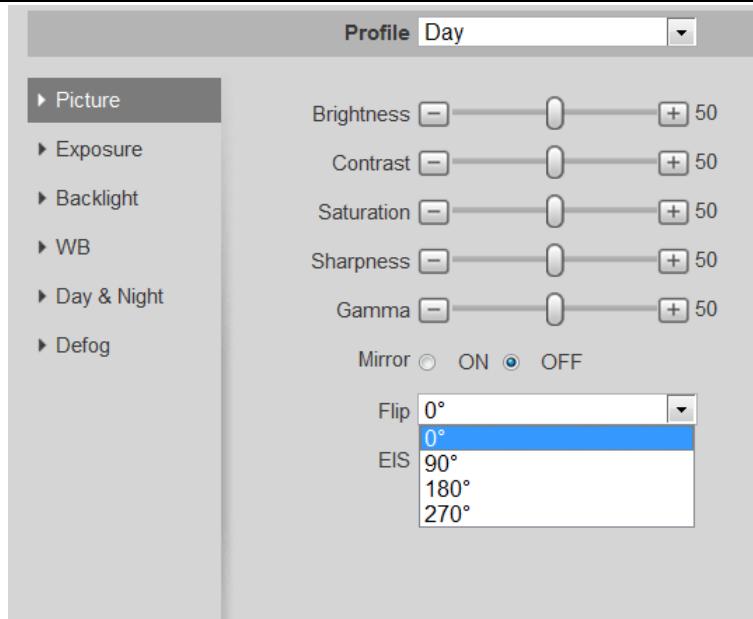 Profile Day
Picture
Exposure
Backlight
WB
Day & Night
Defog
Brightness 50
Contrast 50
Saturation 50
Sharpness 50
Gamma 50
Mirror ON OFF
Flip 0°
EIS
0°
90°
180°
270°